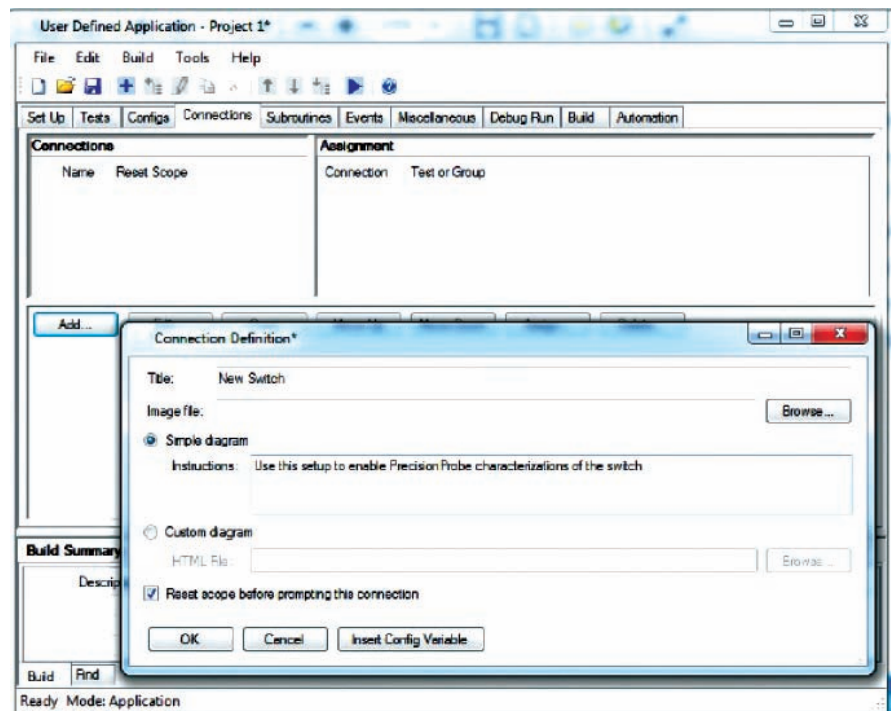 User Defined Application - Project 1*
File Edit Build Tools Help
Set Up Tests Configs Connections Subroutines Events Miscellaneous Debug Run Build Automation
Connections Assignment
Name Reset Scope Connection Test or Group
Add...
Connection Definition*
Title: New Switch
Image file: Browse...
Simple diagram
Instructions: Use this setup to enable Precision Probe characterizations of the switch
Custom diagram
HTML File: Browse...
Reset scope before prompting this connection
OK Cancel Insert Config Variable
Build Summary
Descrip
Build Find
Ready Mode: Application